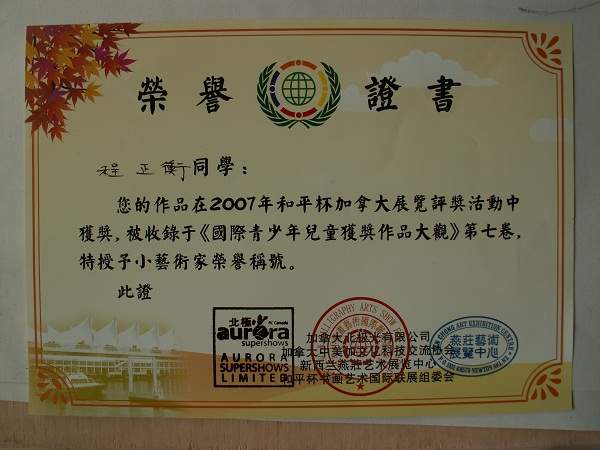 榮譽 證書
程正衡同學：
您的作品在2007年和平杯加拿大展覽評獎活動中
獲獎，被收錄于《國際青少年兒童獲獎作品大觀》第七卷，
特授予小藝術家榮譽稱號。
此證
北極
aurora
supershows
AURORA
SUPERSHOWS
LIMITED
加拿大北极光有限公司
加拿大中美加文化科技交流协会
新西兰燕莊艺术展览中心
和平杯书画艺术国际联展组委会
燕莊藝術
展覽中心